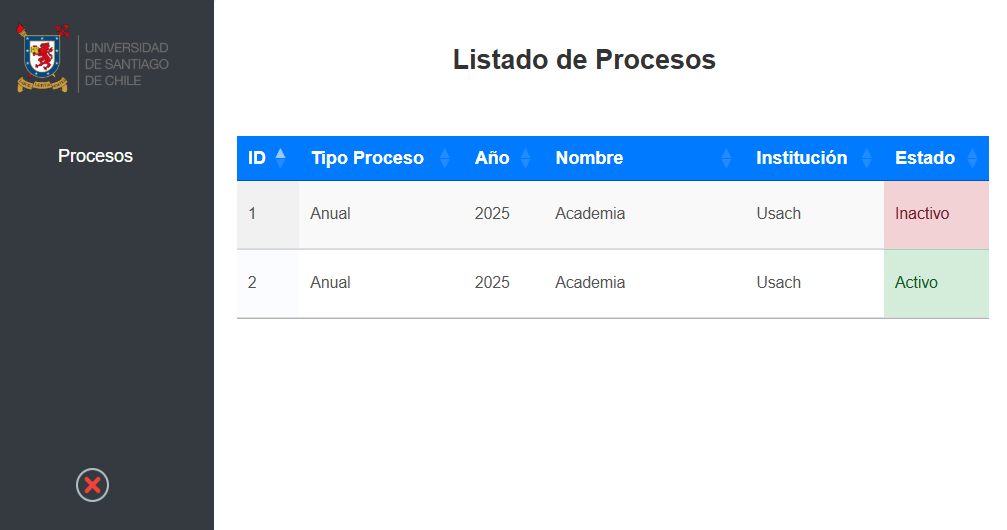 UNIVERSIDAD
DE SANTIAGO
DE CHILE
Procesos
Listado de Procesos
ID Tipo Proceso Año Nombre Institución Estado
1 Anual 2025 Academia Usach Inactivo
2 Anual 2025 Academia Usach Activo